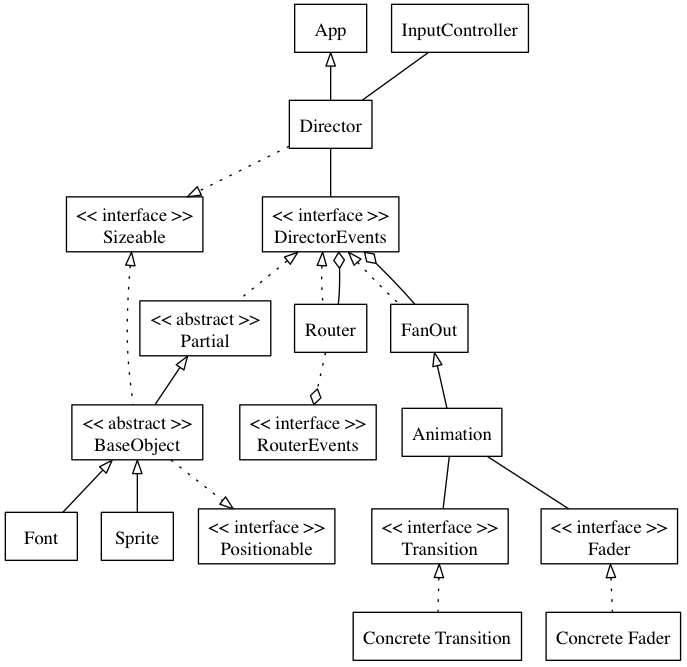 App
InputController
Director
<< interface >>
Sizeable
<< interface >>
DirectorEvents
<< abstract >>
Partial
Router
FanOut
<< abstract >>
BaseObject
<< interface >>
RouterEvents
Animation
Font
Sprite
<< interface >>
Positionable
<< interface >>
Transition
<< interface >>
Fader
Concrete Transition
Concrete Fader